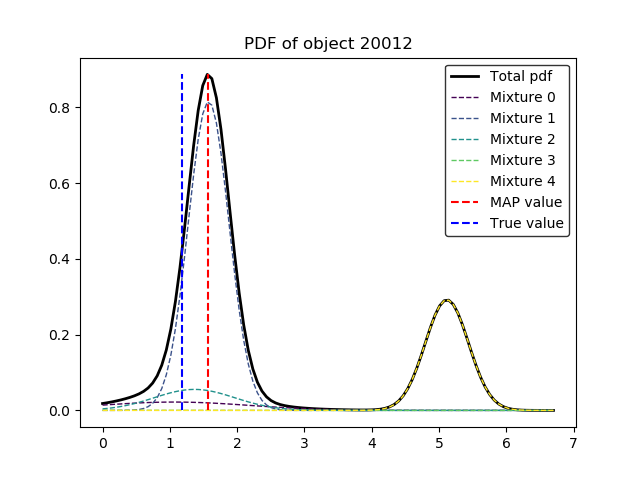 PDF of object 20012
Total pdf
Mixture 0
Mixture 1
Mixture 2
Mixture 3
Mixture 4
MAP value
True value
0.8
0.6
0.4
0.2
0.0
0 1 2 3 4 5 6 7